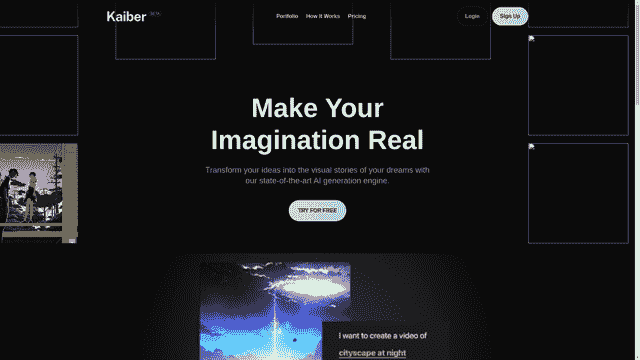 Kaiber BETA
Portfolio How It Works Pricing
Login Sign Up
Make Your
Imagination Real
Transform your ideas into the visual stories of your dreams with
our state-of-the-art AI generation engine.
TRY FOR FREE
I want to create a video of
cityscape at night